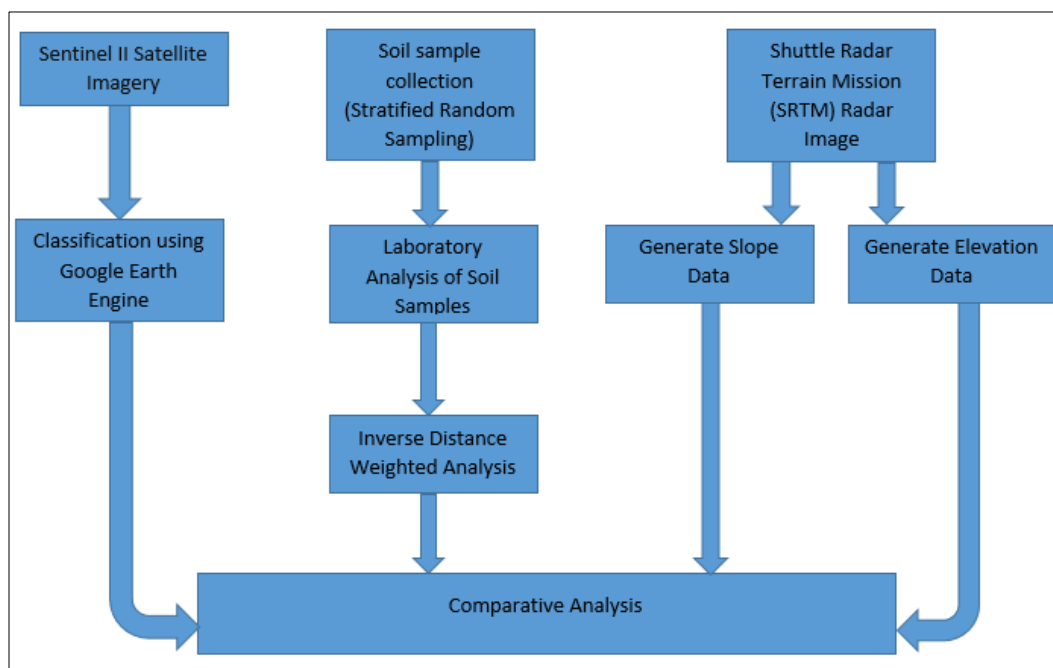 Sentinel II Satellite
Imagery
Soil sample
collection
(Stratified Random
Sampling)
Shuttle Radar
Terrain Mission
(SRTM) Radar
Image
Classification using
Google Earth
Engine
Laboratory
Analysis of Soil
Samples
Generate Slope
Data
Generate Elevation
Data
Inverse Distance
Weighted Analysis
Comparative Analysis